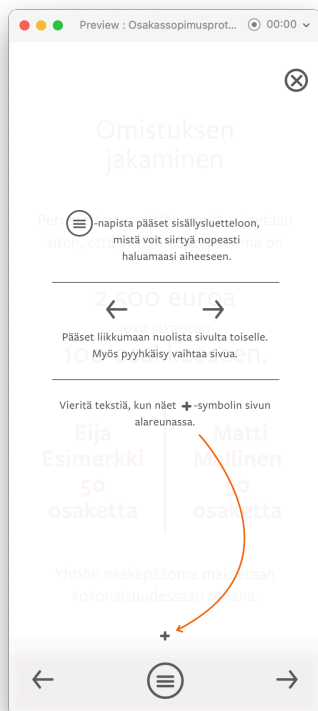 Preview : Osakassopimusprot... 00:00
Omistuksen
jakaminen
-napista pääset sisällysluetteloon,
mistä voit siirtyä nopeasti
haluamaasi aiheeseen.
2 500 euroa
Pääset liikkumaan nuolista sivulta toiselle.
Myös pyyhkäisy vaihtaa sivua.
Vieritä tekstiä, kun näet + -symbolin sivun
alareunassa.
Eija
Esimerkki
50
osaketta
Matti
Mallinen
50
osaketta
Yhtiön osakepääoma maksetaan
kokonaisuudessaan rahana.
+